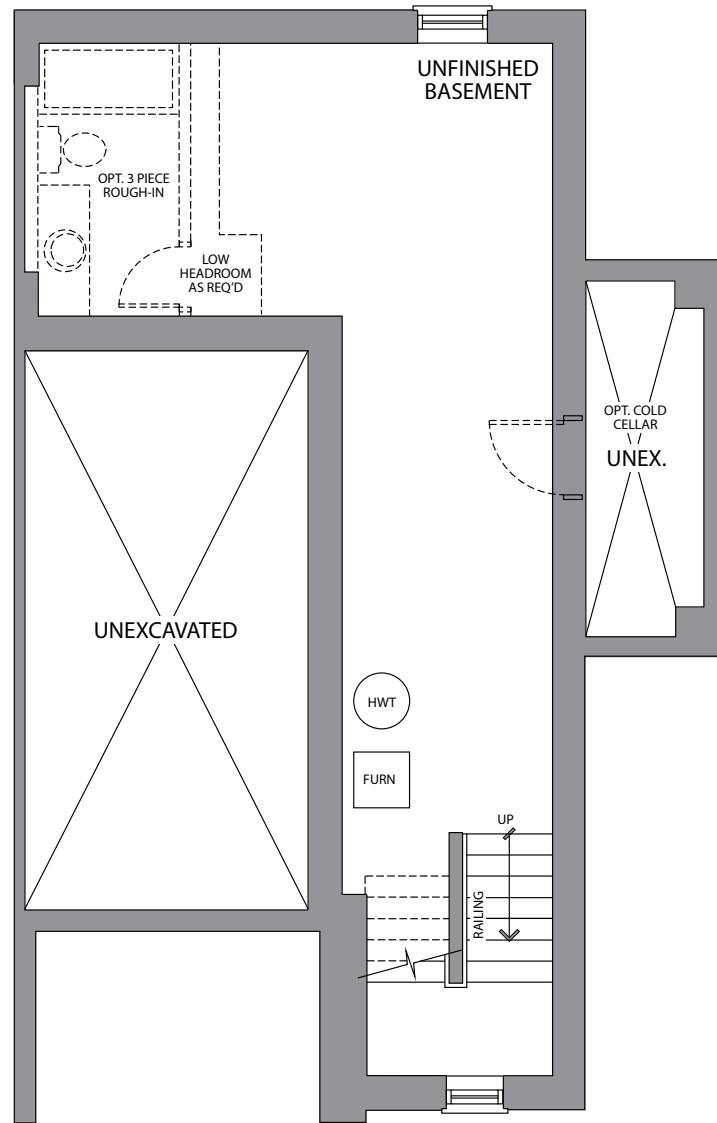 UNFINISHED
BASEMENT
OPT. 3 PIECE
ROUGH-IN
LOW
HEADROOM
AS REQ'D
OPT. COLD
CELLAR
UNEX.
UNEXCAVATED
HWT
FURN
UP
RAILING